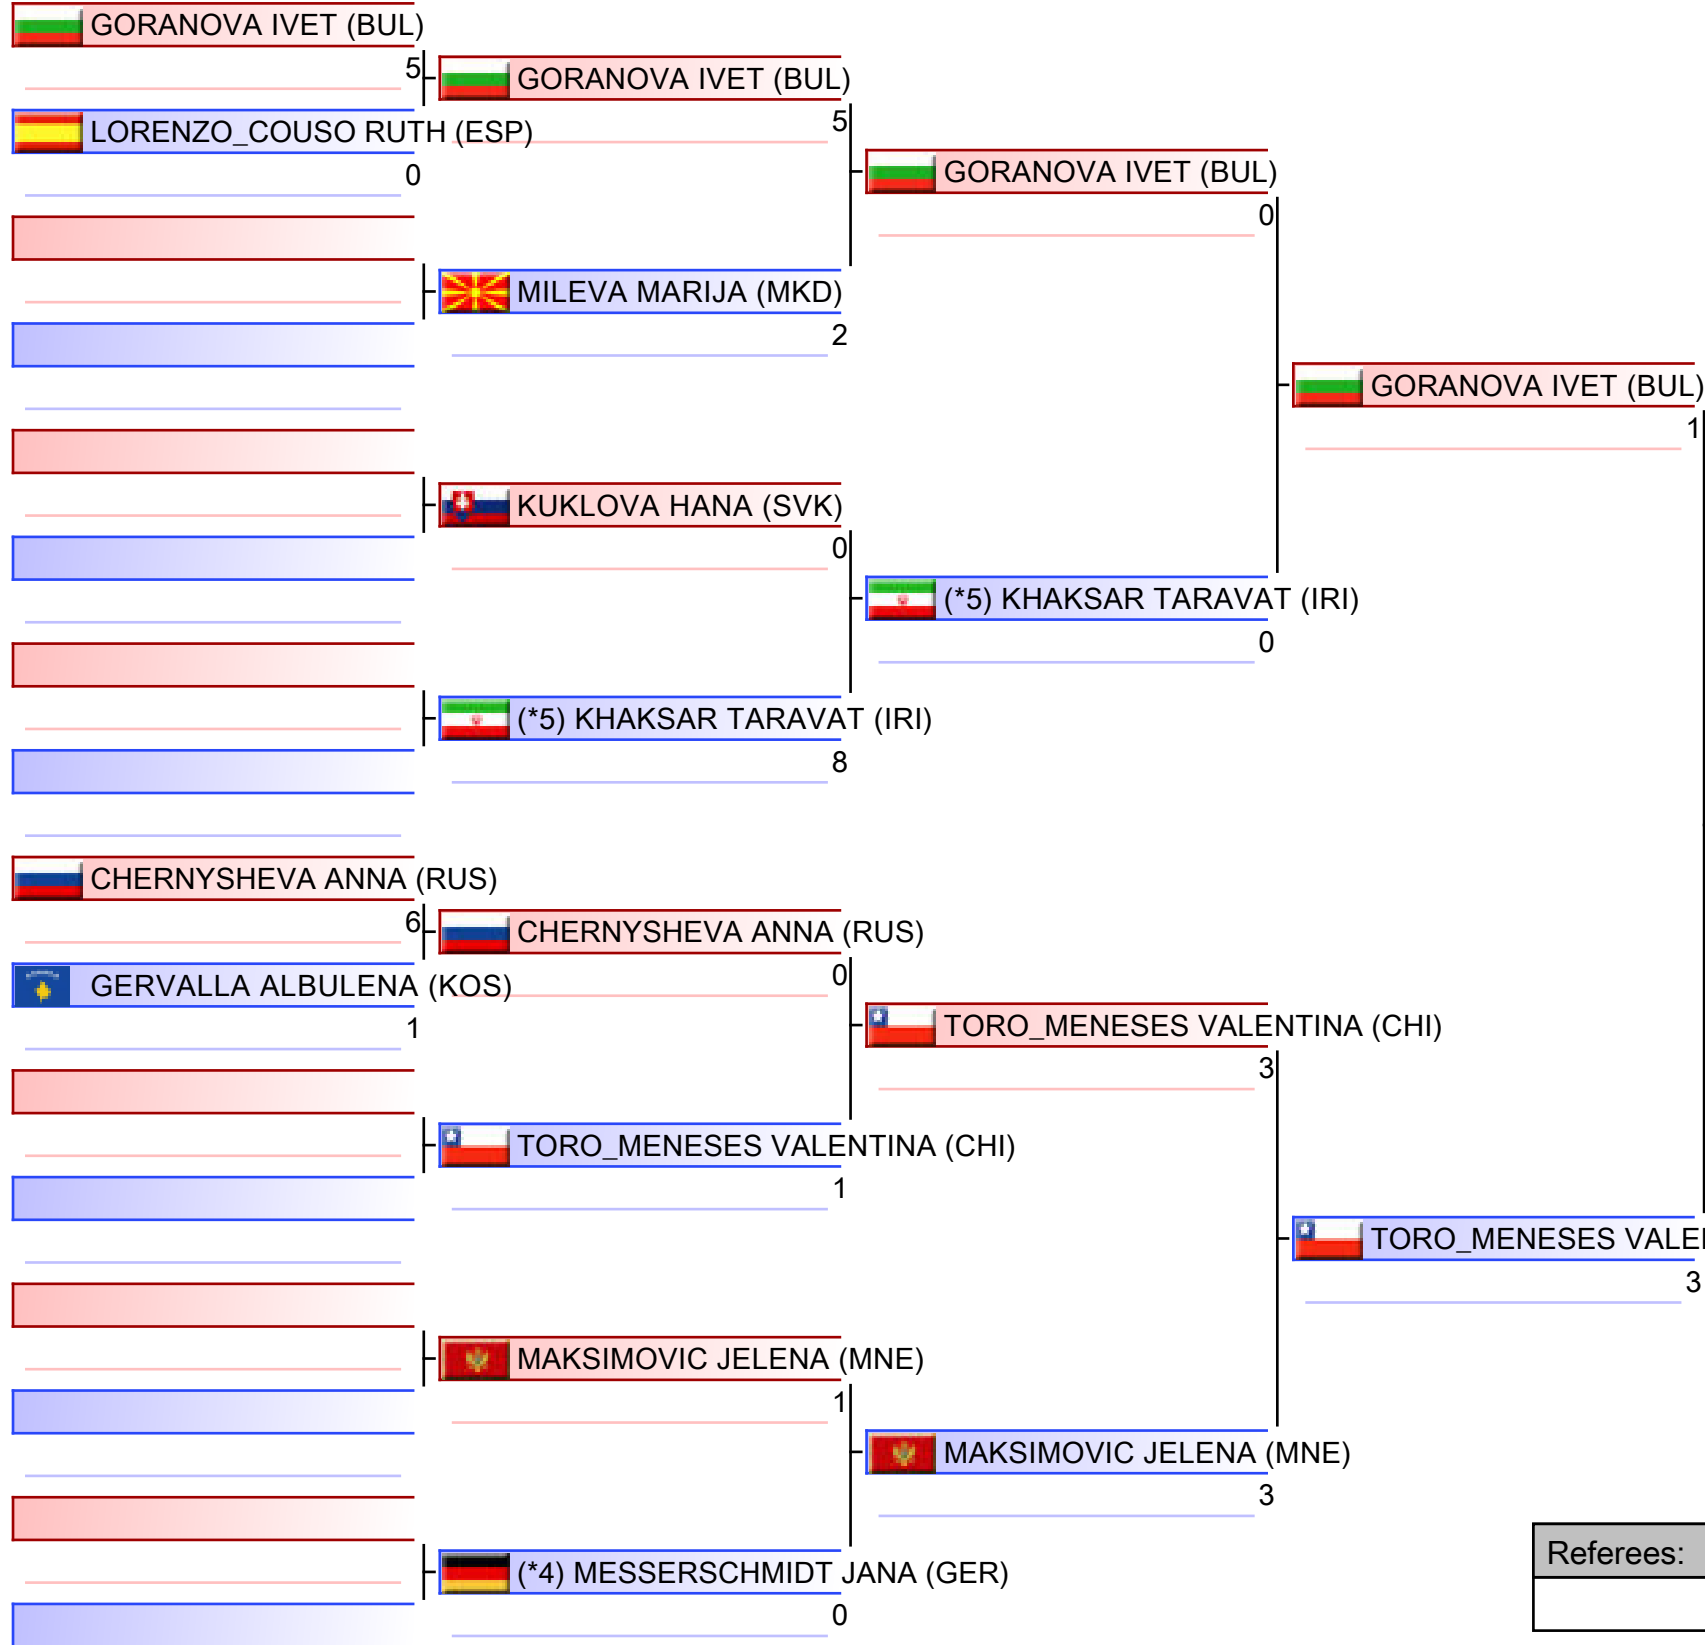 GORANOVA IVET (BUL)
5
LORENZO_COUSO RUTH (ESP)
0
CHERNYSHEVA ANNA (RUS)
6
GERVALLA ALBULENA (KOS)
1
GORANOVA IVET (BUL)
5
MILEVA MARIJA (MKD)
2
KUKLOVA HANA (SVK)
0
(*5) KHAKSAR TARAVAT (IRI)
8
CHERNYSHEVA ANNA (RUS)
0
TORO_MENESES VALENTINA (CHI)
1
MAKSIMOVIC JELENA (MNE)
1
(*4) MESSERSCHMIDT JANA (GER)
0
GORANOVA IVET (BUL)
0
(*5) KHAKSAR TARAVAT (IRI)
0
TORO_MENESES VALENTINA (CHI)
3
MAKSIMOVIC JELENA (MNE)
3
GORANOVA IVET (BUL)
1
TORO_MENESES
3
Referees: